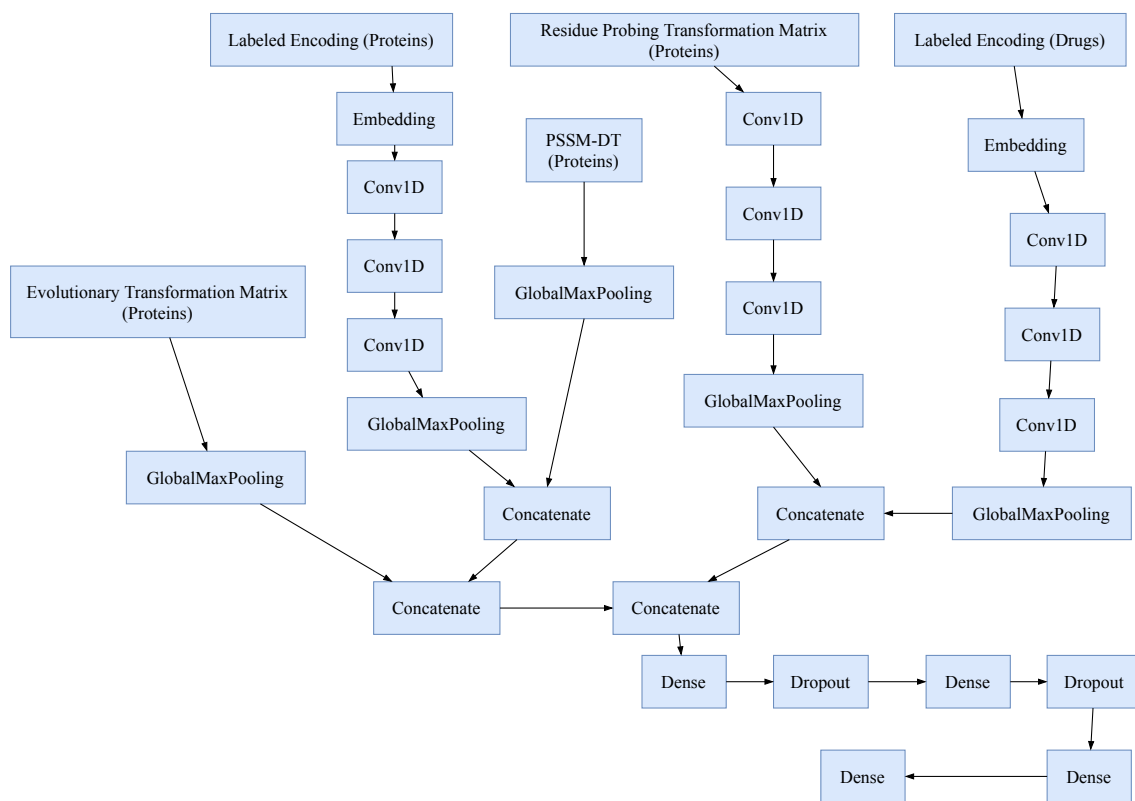 Labeled Encoding (Proteins)
Residue Probing Transformation Matrix
(Proteins)
Labeled Encoding (Drugs)
Embedding
Conv1D
PSSM-DT
(Proteins)
Embedding
Conv1D
Conv1D
Conv1D
Conv1D
Evolutionary Transformation Matrix
(Proteins)
GlobalMaxPooling
Conv1D
Conv1D
Conv1D
GlobalMaxPooling
GlobalMaxPooling
Conv1D
GlobalMaxPooling
Concatenate
Concatenate
GlobalMaxPooling
Concatenate
Concatenate
Dense
Dropout
Dense
Dropout
Dense
Dense